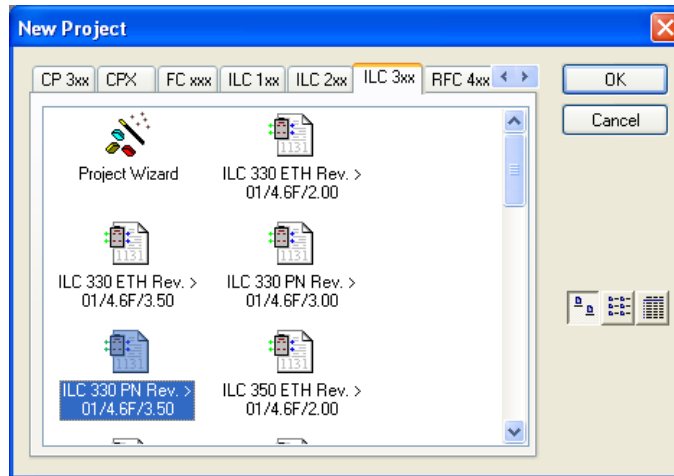 New Project
CP 3xx
CPX
FC xxx
ILC 1xx
ILC 2xx
ILC 3xx
RFC 4xx
OK
Cancel
Project Wizard
ILC 330 ETH Rev. >
01/4.6F/2.00
ILC 330 ETH Rev. >
01/4.6F/3.50
ILC 330 PN Rev. >
01/4.6F/3.00
ILC 330 PN Rev. >
01/4.6F/3.50
ILC 350 ETH Rev. >
01/4.6F/2.00